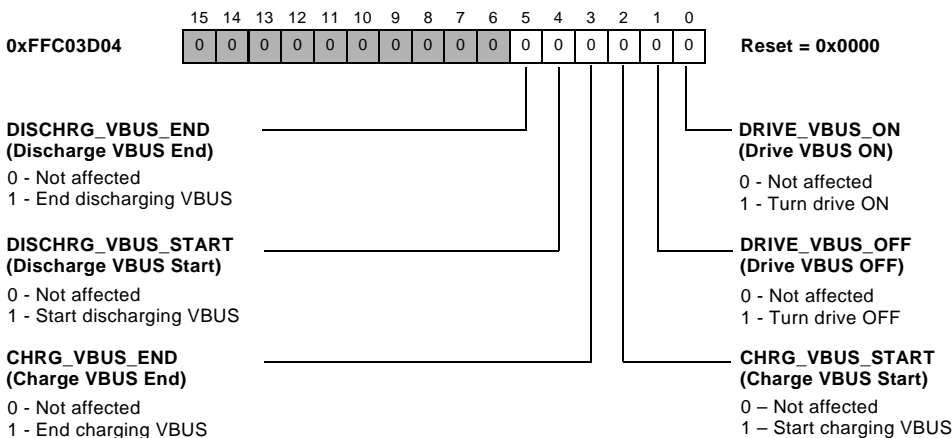 15 14 13 12 11 10 9 8 7 6 5 4 3 2 1 0
0xFFC03D04 0 0 0 0 0 0 0 0 0 0 0 0 0 0 0 0 Reset = 0x0000
DISCHRG_VBUS_END
(Discharge VBUS End)
0 - Not affected
1 - End discharging VBUS
DISCHRG_VBUS_START
(Discharge VBUS Start)
0 - Not affected
1 - Start discharging VBUS
CHRG_VBUS_END
(Charge VBUS End)
0 - Not affected
1 - End charging VBUS
DRIVE_VBUS_ON
(Drive VBUS ON)
0 - Not affected
1 - Turn drive ON
DRIVE_VBUS_OFF
(Drive VBUS OFF)
0 - Not affected
1 - Turn drive OFF
CHRG_VBUS_START
(Charge VBUS Start)
0 – Not affected
1 – Start charging VBUS